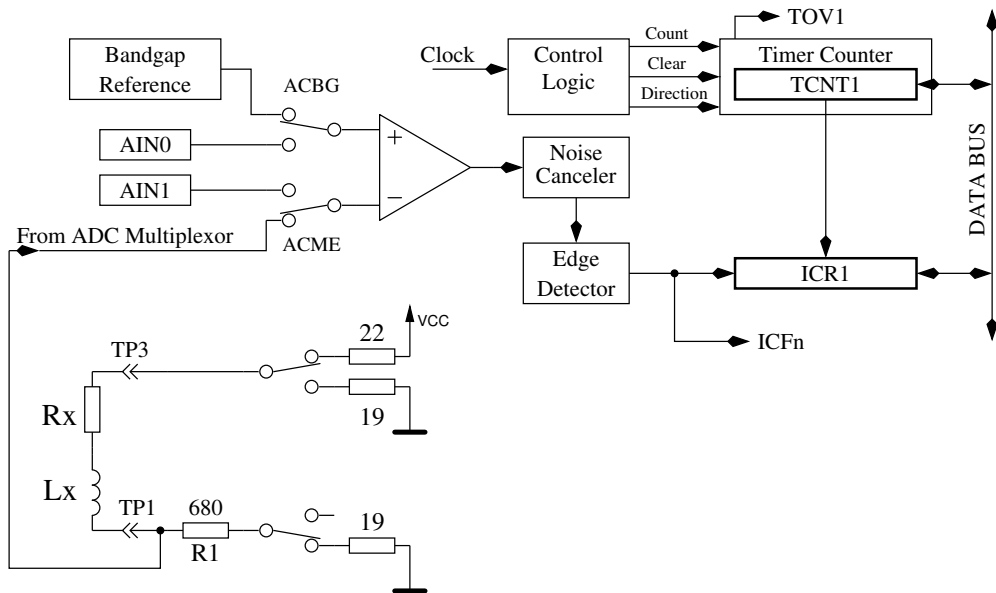 Bandgap
Reference
ACBG
AIN0
AIN1
From ADC Multiplexor
ACME
+
−
Clock
Control
Logic
Count
Clear
Direction
TOV1
Timer Counter
TCNT1
Noise
Canceler
Edge
Detector
ICR1
ICFn
DATA BUS
VCC
22
19
TP3
Rx
Lx
TP1
680
R1
19